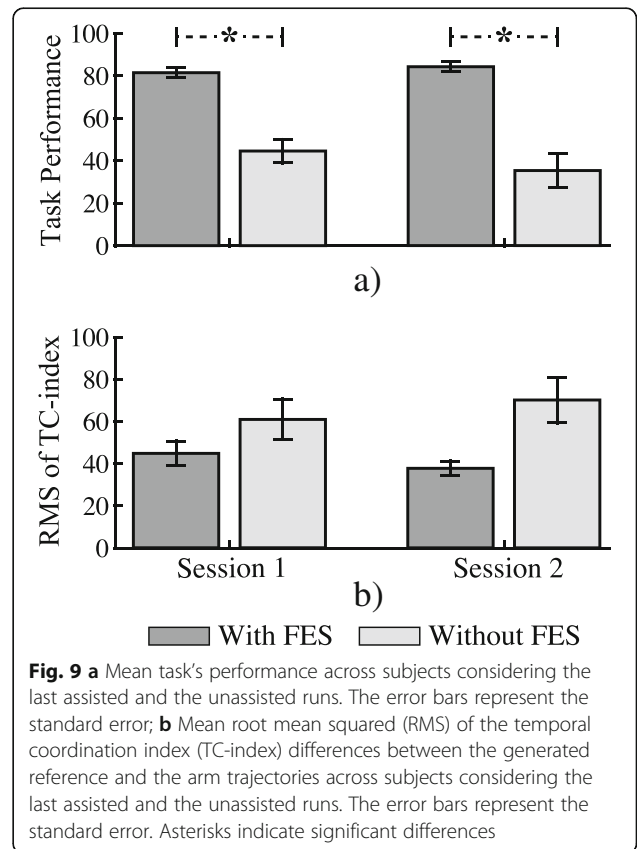 100
80
60
40
20
0
Task Performance
* *
a)
100
80
60
40
20
0
RMS of TC-index
Session 1 Session 2
b)
With FES Without FES
Fig. 9 a Mean task's performance across subjects considering the
last assisted and the unassisted runs. The error bars represent the
standard error; b Mean root mean squared (RMS) of the temporal
coordination index (TC-index) differences between the generated
reference and the arm trajectories across subjects considering the
last assisted and the unassisted runs. The error bars represent the
standard error. Asterisks indicate significant differences